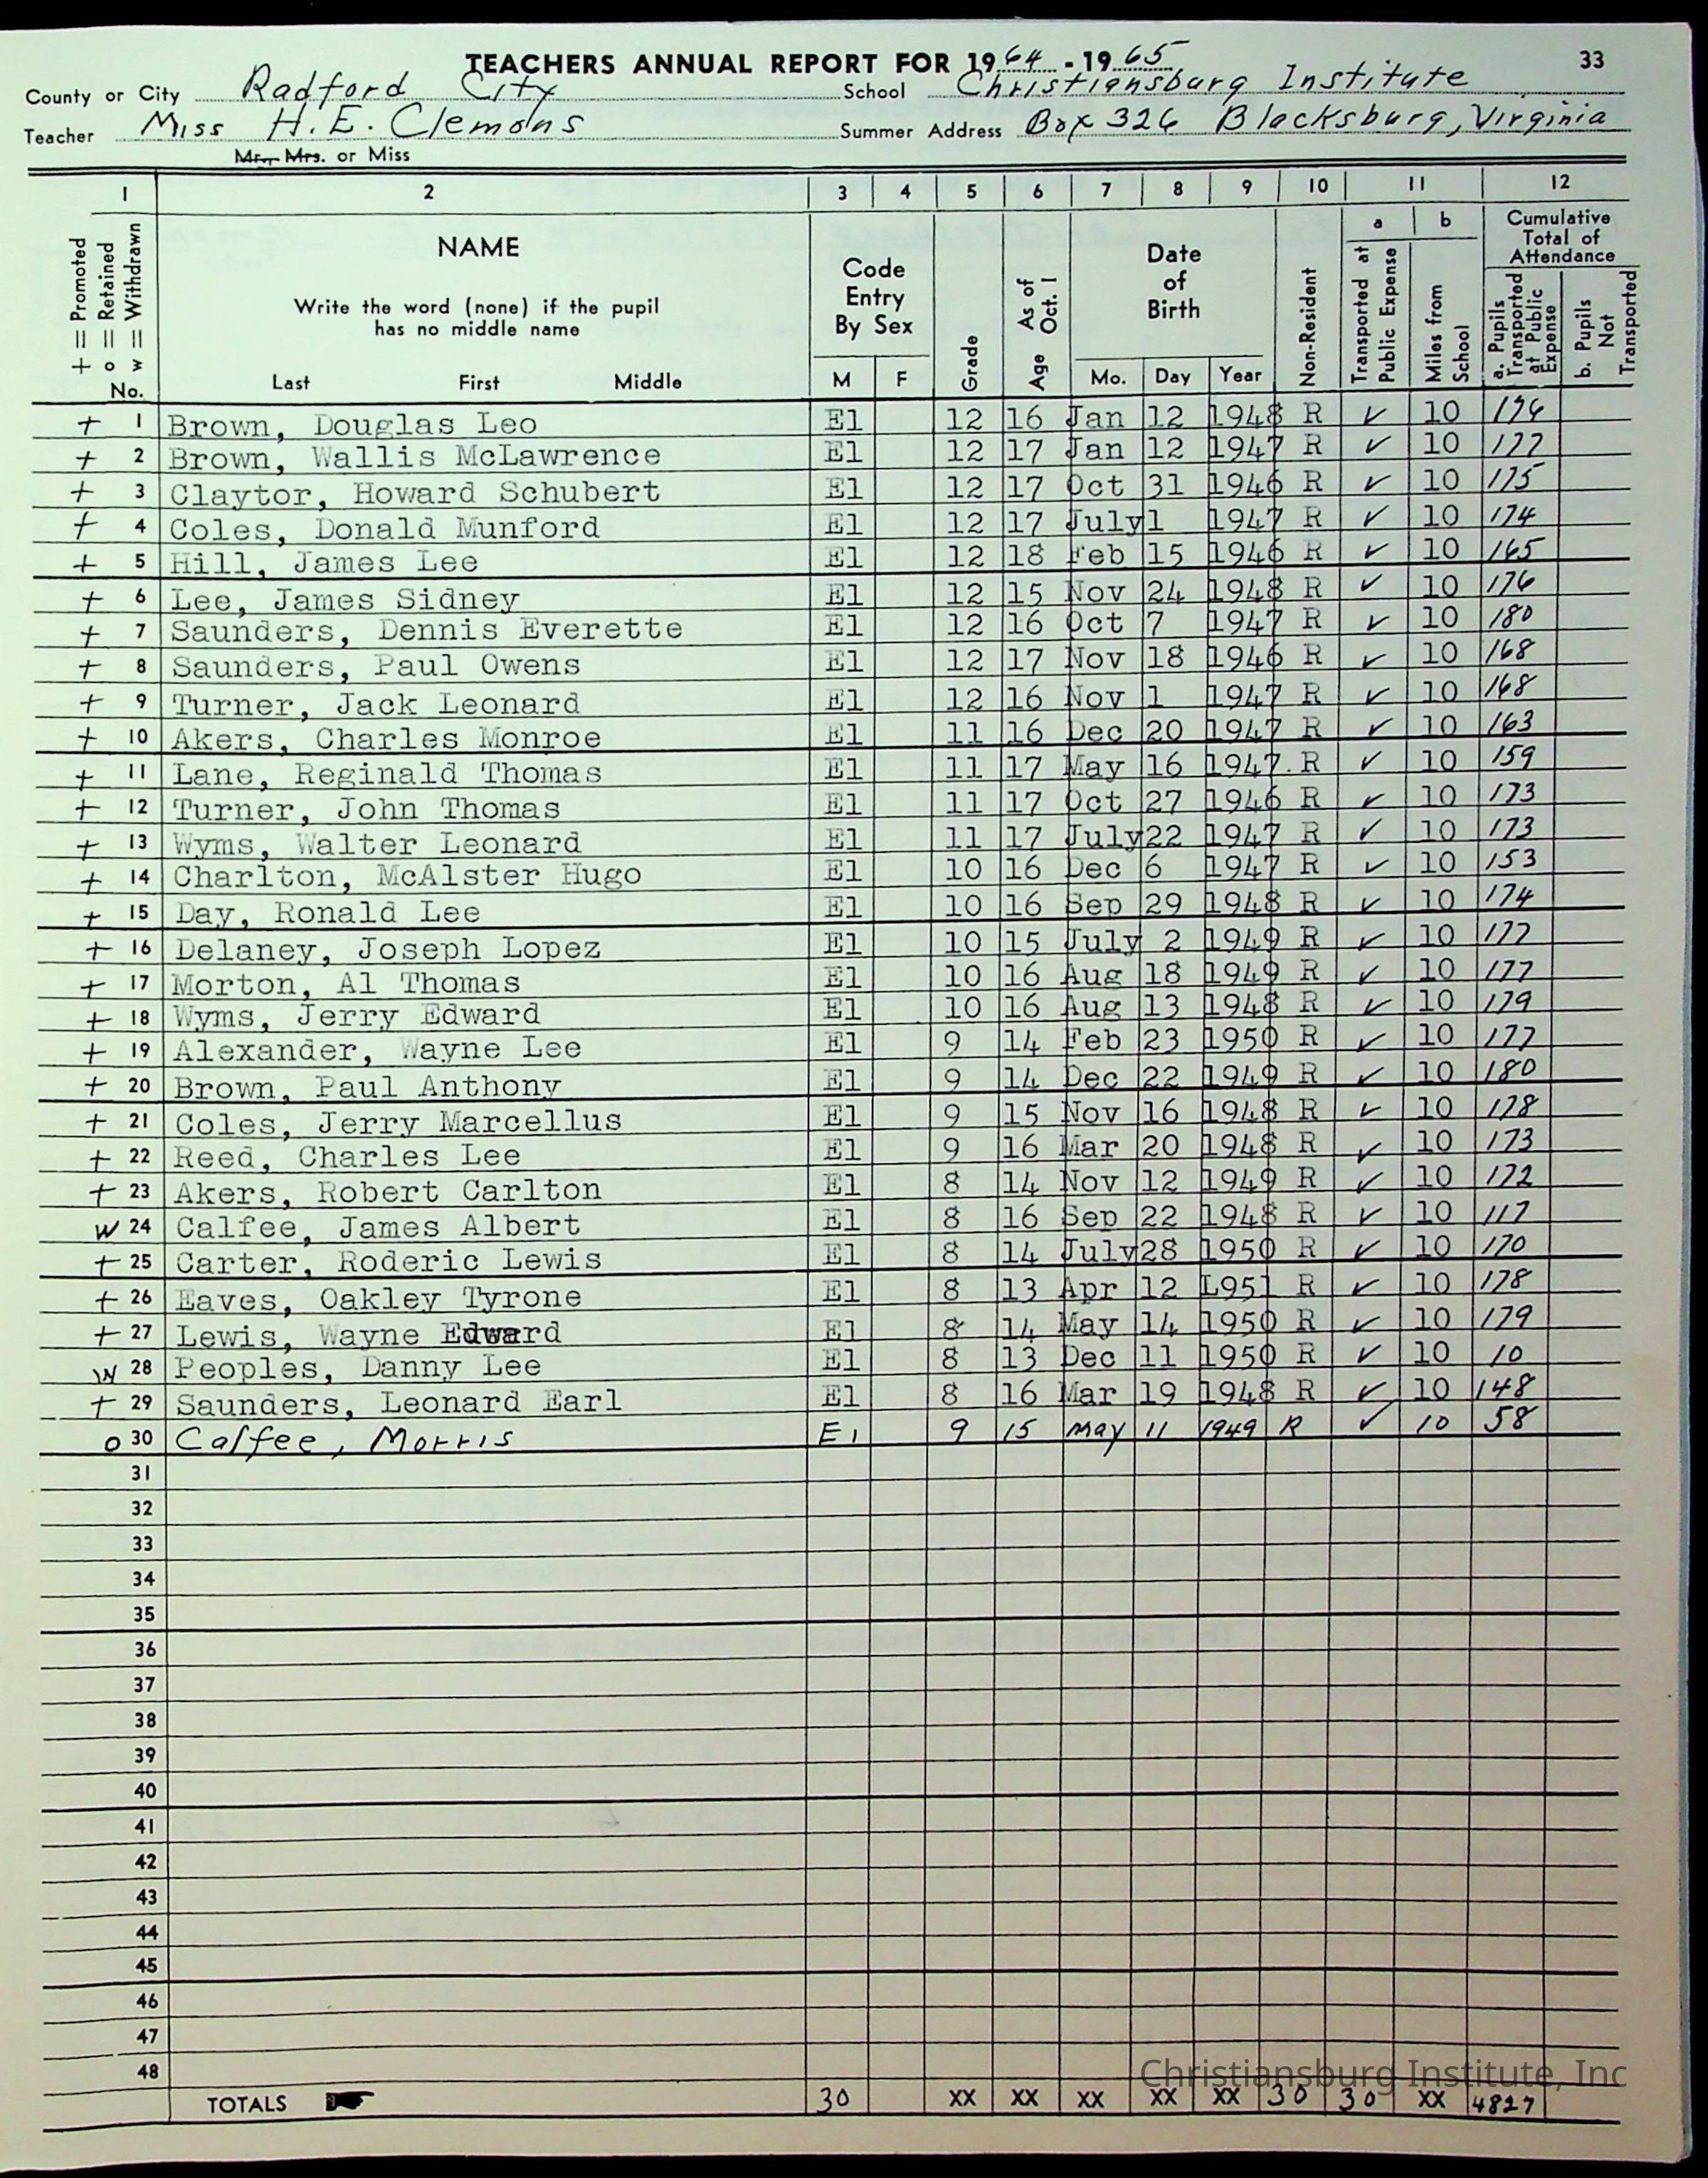 TEACHERS ANNUAL REPORT FOR 1964 - 1965 33
County or City Radford City School Christiansburg Institute
Teacher Miss H. E. Clemons Summer Address Box 326 Blacksburg, Virginia
Mr., Mrs. or Miss
1 2 3 4 5 6 7 8 9 10 11 12
+ = Promoted
o = Retained
w = Withdrawn
No.
NAME
Write the word (none) if the pupil
has no middle name
Last First Middle
Code
Entry
By Sex
M F
Grade
Age As of Oct. 1
Date
of
Birth
Mo. Day Year
Non-Resident
a b
Transported at Public Expense
Miles from School
Cumulative
Total of
Attendance
a. Pupils Transported at Public Expense
b. Pupils Not Transported
+ 1 Brown, Douglas Leo E1 12 16 Jan 12 1948 R ✓ 10 176
+ 2 Brown, Wallis McLawrence E1 12 17 Jan 12 1947 R ✓ 10 177
+ 3 Claytor, Howard Schubert E1 12 17 Oct 31 1946 R ✓ 10 175
+ 4 Coles, Donald Munford E1 12 17 July 1 1947 R ✓ 10 174
+ 5 Hill, James Lee E1 12 18 Feb 15 1946 R ✓ 10 165
+ 6 Lee, James Sidney E1 12 15 Nov 24 1948 R ✓ 10 176
+ 7 Saunders, Dennis Everette E1 12 16 Oct 7 1947 R ✓ 10 180
+ 8 Saunders, Paul Owens E1 12 17 Nov 18 1946 R ✓ 10 168
+ 9 Turner, Jack Leonard E1 12 16 Nov 1 1947 R ✓ 10 168
+ 10 Akers, Charles Monroe E1 11 16 Dec 20 1947 R ✓ 10 163
+ 11 Lane, Reginald Thomas E1 11 17 May 16 1947. R ✓ 10 159
+ 12 Turner, John Thomas E1 11 17 Oct 27 1946 R ✓ 10 173
+ 13 Wyms, Walter Leonard E1 11 17 July 22 1947 R ✓ 10 173
+ 14 Charlton, McAlster Hugo E1 10 16 Dec 6 1947 R ✓ 10 153
+ 15 Day, Ronald Lee E1 10 16 Sep 29 1948 R ✓ 10 174
+ 16 Delaney, Joseph Lopez E1 10 15 July 2 1949 R ✓ 10 177
+ 17 Morton, Al Thomas E1 10 16 Aug 18 1949 R ✓ 10 177
+ 18 Wyms, Jerry Edward E1 10 16 Aug 13 1948 R ✓ 10 179
+ 19 Alexander, Wayne Lee E1 9 14 Feb 23 1950 R ✓ 10 177
+ 20 Brown, Paul Anthony E1 9 14 Dec 22 1949 R ✓ 10 180
+ 21 Coles, Jerry Marcellus E1 9 15 Nov 16 1948 R ✓ 10 178
+ 22 Reed, Charles Lee E1 9 16 Mar 20 1948 R ✓ 10 173
+ 23 Akers, Robert Carlton E1 8 14 Nov 12 1949 R ✓ 10 172
w 24 Calfee, James Albert E1 8 16 Sep 22 1948 R ✓ 10 117
+ 25 Carter, Roderic Lewis E1 8 14 July 28 1950 R ✓ 10 170
+ 26 Eaves, Oakley Tyrone E1 8 13 Apr 12 1951 R ✓ 10 178
+ 27 Lewis, Wayne Edward E1 8 14 May 14 1950 R ✓ 10 179
w 28 Peoples, Danny Lee E1 8 13 Dec 11 1950 R ✓ 10 10
+ 29 Saunders, Leonard Earl E1 8 16 Mar 19 1948 R ✓ 10 148
o 30 Calfee, Morris E1 9 15 may 11 1949 R ✓ 10 58
31
32
33
34
35
36
37
38
39
40
41
42
43
44
45
46
47
48
Christiansburg Institute, Inc
TOTALS 30 XX XX XX XX XX 30 30 XX 4827